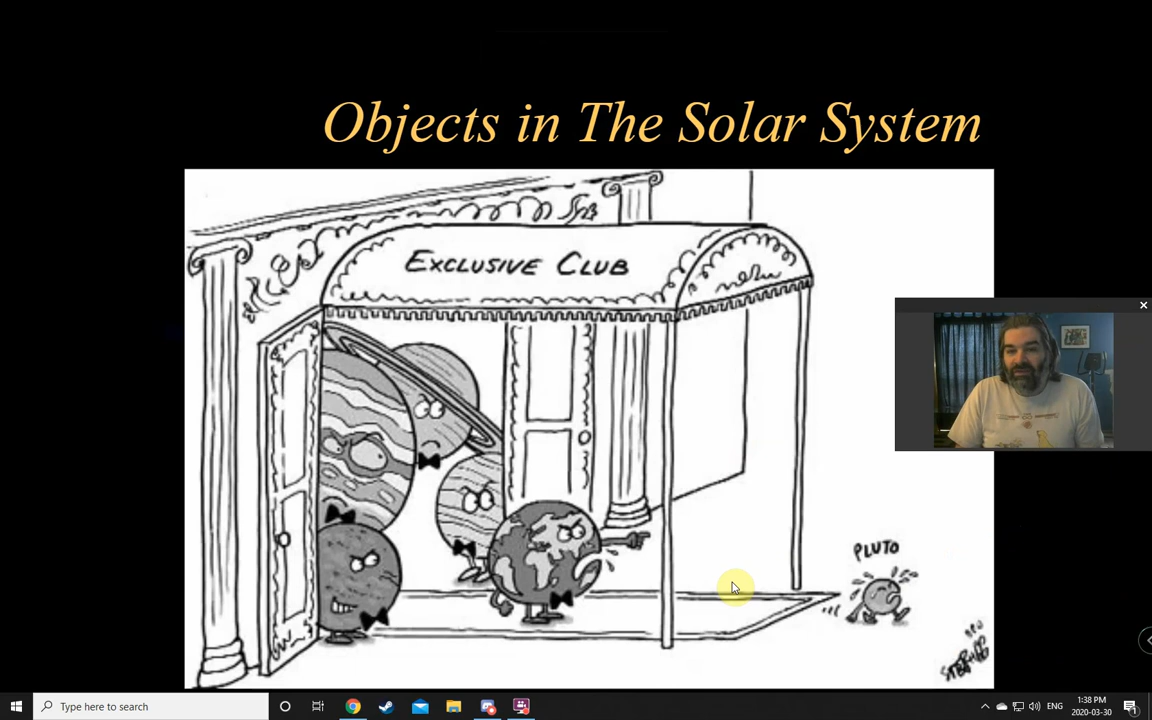 Objects in The Solar System
EXCLUSIVE CLUB
PLUTO
Type here to search
ENG
1:38 PM
2020-03-30